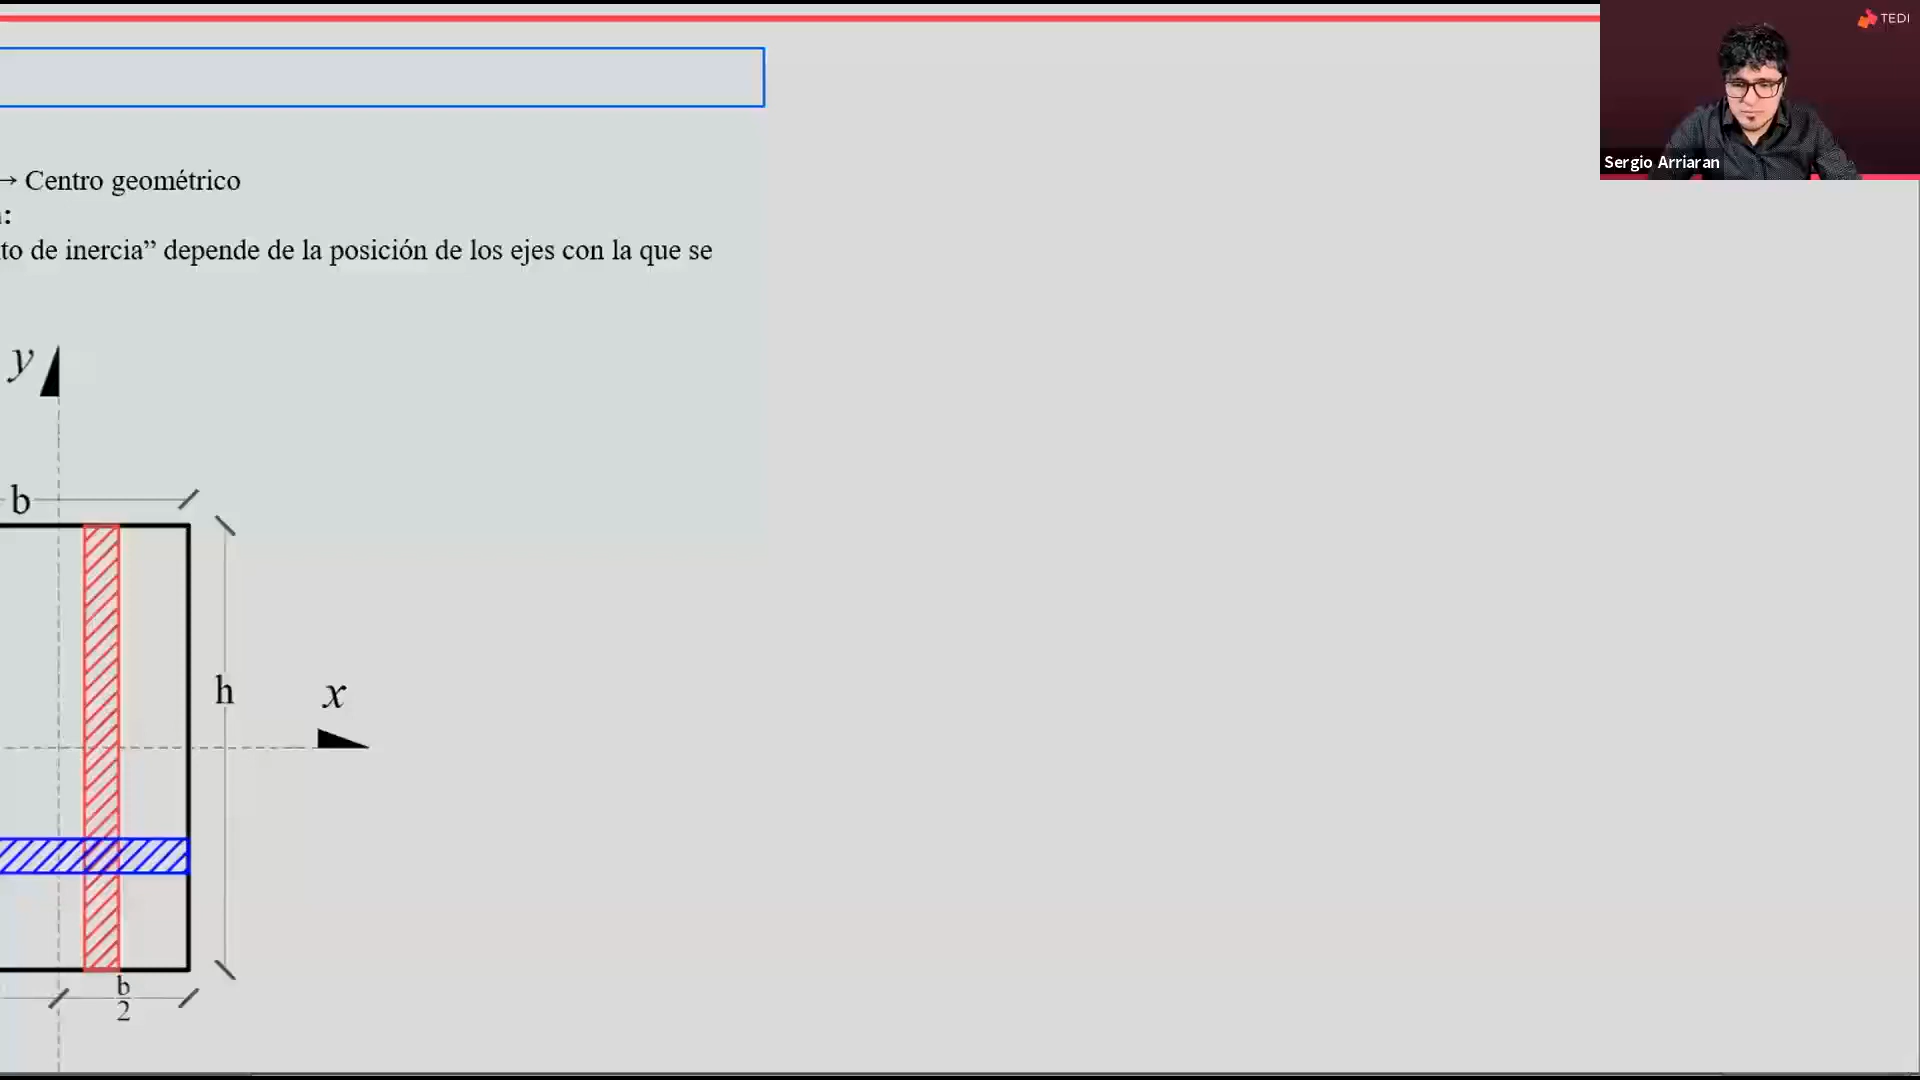 TEDI
Sergio Arriaran
→ Centro geométrico
:
to de inercia” depende de la posición de los ejes con la que se
y
b
h
x
b
2